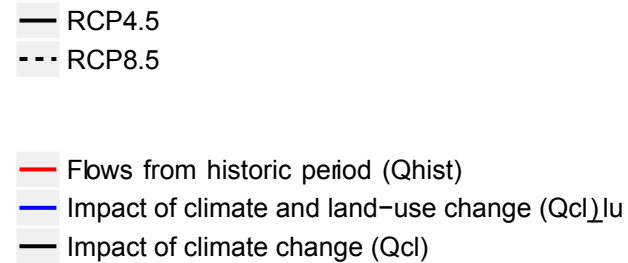 RCP4.5
RCP8.5
Flows from historic period (Qhist)
Impact of climate and land−use change (Qcl_)lu
Impact of climate change (Qcl)